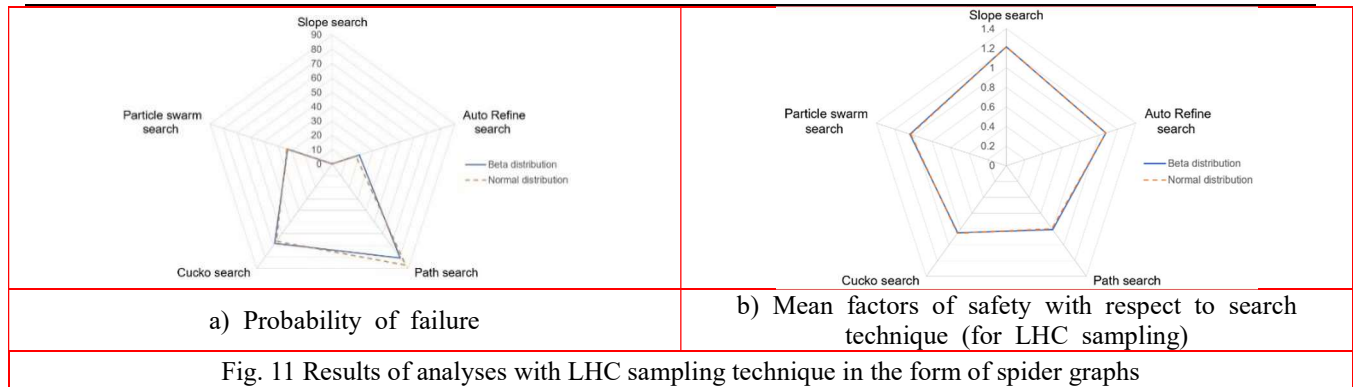 Slope search
90
80
70
60
50
40
30
20
10
0
Particle swarm
search
Auto Refine
search
Beta distribution
Normal distribution
Cucko search
Path search
a) Probability of failure
Slope search
1.4
1.2
1
0.8
0.6
0.4
0.2
0
Particle swarm
search
Auto Refine
search
Beta distribution
Normal distribution
Cucko search
Path search
b) Mean factors of safety with respect to search
technique (for LHC sampling)
Fig. 11 Results of analyses with LHC sampling technique in the form of spider graphs